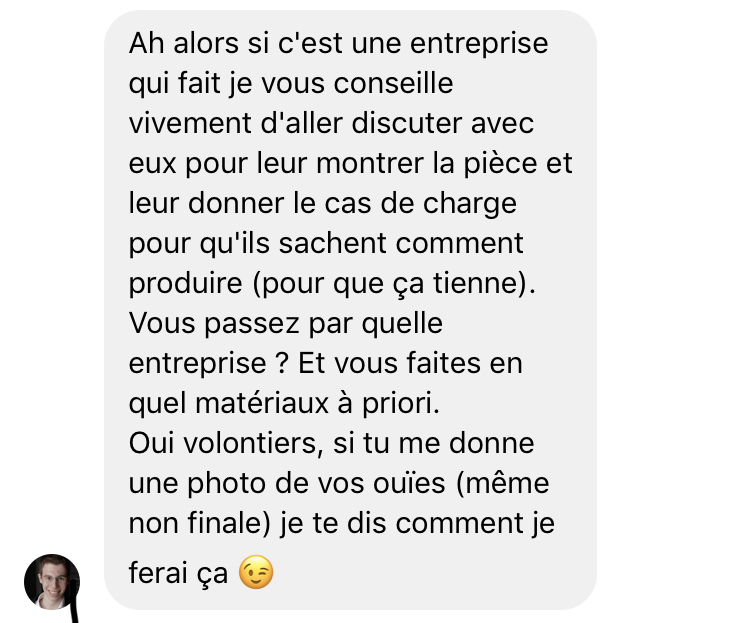 Ah alors si c'est une entreprise
qui fait je vous conseille
vivement d'aller discuter avec
eux pour leur montrer la pièce et
leur donner le cas de charge
pour qu'ils sachent comment
produire (pour que ça tienne).
Vous passez par quelle
entreprise ? Et vous faites en
quel matériaux à priori.
Oui volontiers, si tu me donne
une photo de vos ouïes (même
non finale) je te dis comment je
ferai ça 😉